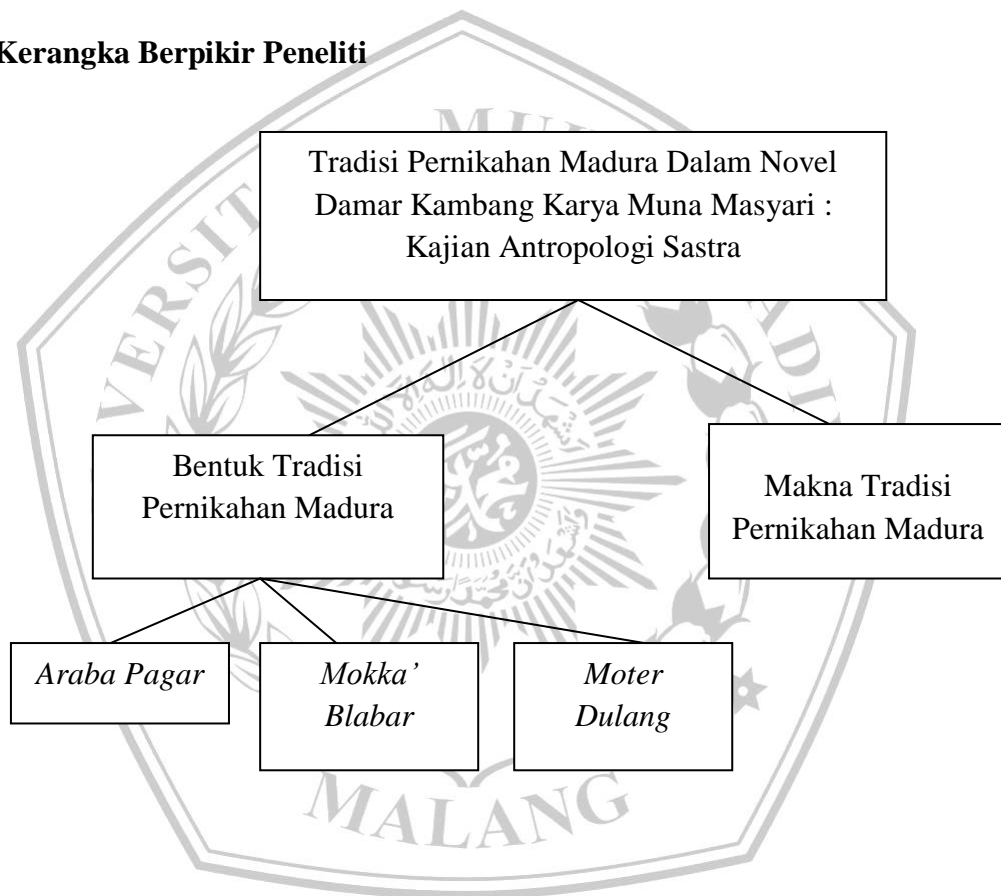 Kerangka Berpikir Peneliti
Tradisi Pernikahan Madura Dalam Novel
Damar Kambang Karya Muna Masyari :
Kajian Antropologi Sastra
Bentuk Tradisi
Pernikahan Madura
Makna Tradisi
Pernikahan Madura
Araba Pagar
Mokka’
Blabar
Moter
Dulang
MALANG